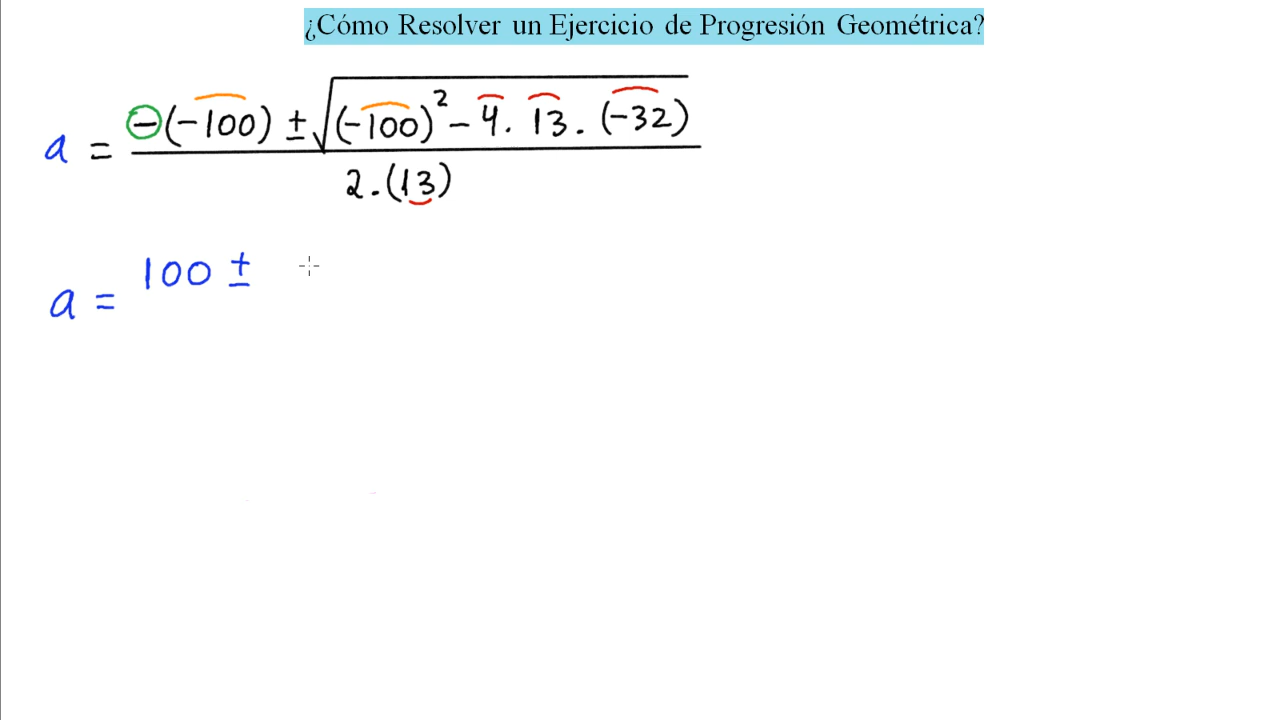 ¿Cómo Resolver un Ejercicio de Progresión Geométrica?
a = -(-100) ± √(-100)² - 4. 13. (-32)
2.(13)
a = 100 ±